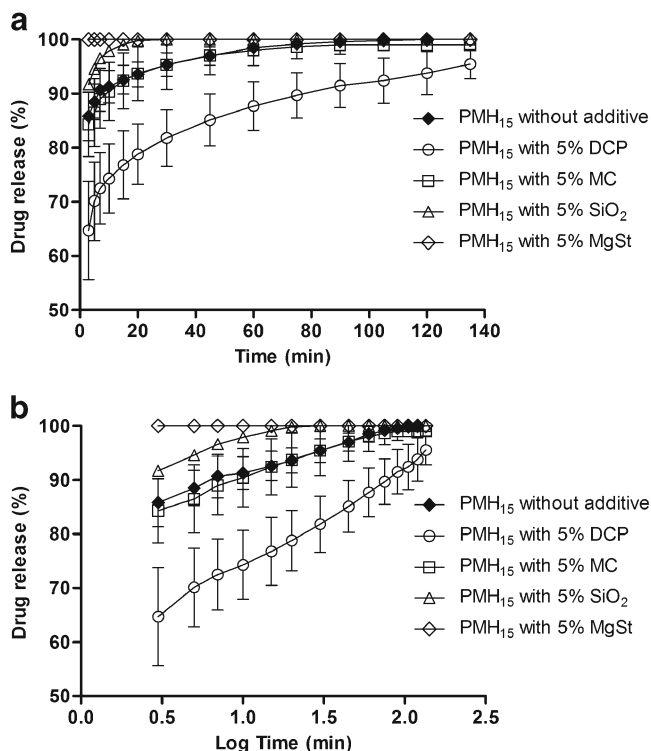 a
100
90
80
70
60
50
Drug release (%)
0 20 40 60 80 100 120 140
Time (min)
PMH₁₅ without additive
PMH₁₅ with 5% DCP
PMH₁₅ with 5% MC
PMH₁₅ with 5% SiO₂
PMH₁₅ with 5% MgSt
b
100
90
80
70
60
50
Drug release (%)
0.0 0.5 1.0 1.5 2.0 2.5
Log Time (min)
PMH₁₅ without additive
PMH₁₅ with 5% DCP
PMH₁₅ with 5% MC
PMH₁₅ with 5% SiO₂
PMH₁₅ with 5% MgSt